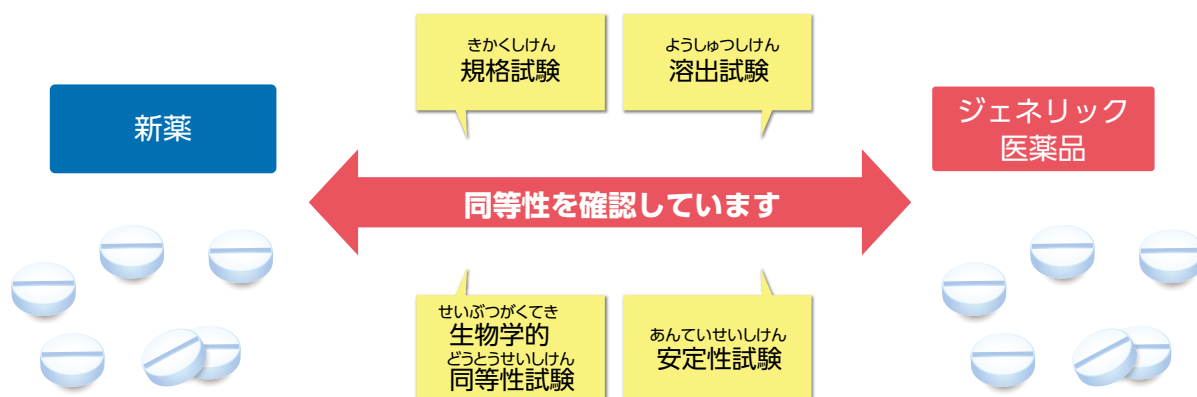 きかくしけん
規格試験
ようしゅつしけん
溶出試験
新薬
ジェネリック
医薬品
同等性を確認しています
せいぶつがくてき
生物学的
どうとうせいしけん
同等性試験
あんていせいしけん
安定性試験